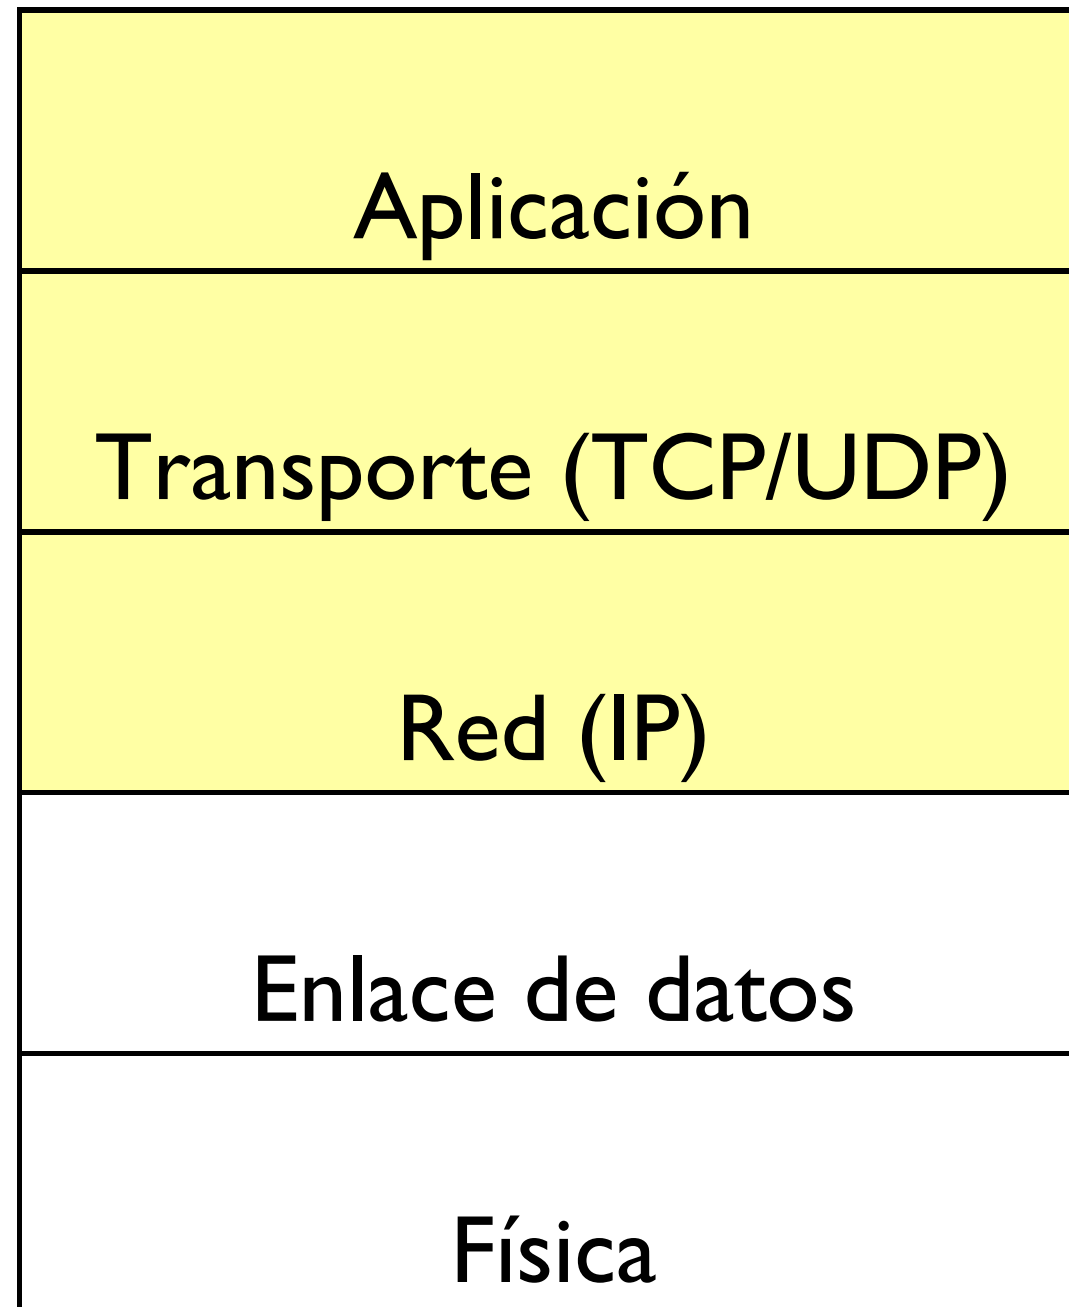 Aplicación
Transporte (TCP/UDP)
Red (IP)
Enlace de datos
Física